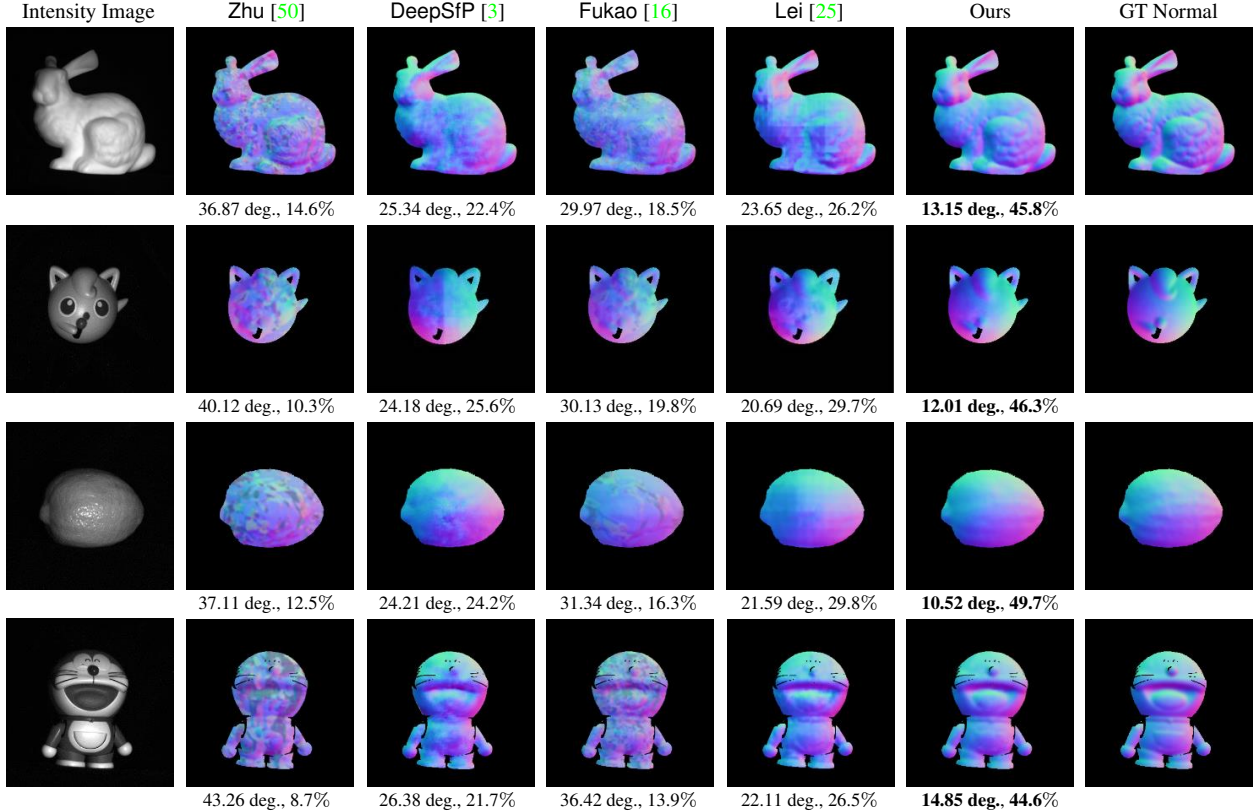 Intensity Image Zhu [50] DeepSfP [3] Fukao [16] Lei [25] Ours GT Normal
36.87 deg., 14.6% 25.34 deg., 22.4% 29.97 deg., 18.5% 23.65 deg., 26.2% 13.15 deg., 45.8%
40.12 deg., 10.3% 24.18 deg., 25.6% 30.13 deg., 19.8% 20.69 deg., 29.7% 12.01 deg., 46.3%
37.11 deg., 12.5% 24.21 deg., 24.2% 31.34 deg., 16.3% 21.59 deg., 29.8% 10.52 deg., 49.7%
43.26 deg., 8.7% 26.38 deg., 21.7% 36.42 deg., 13.9% 22.11 deg., 26.5% 14.85 deg., 44.6%